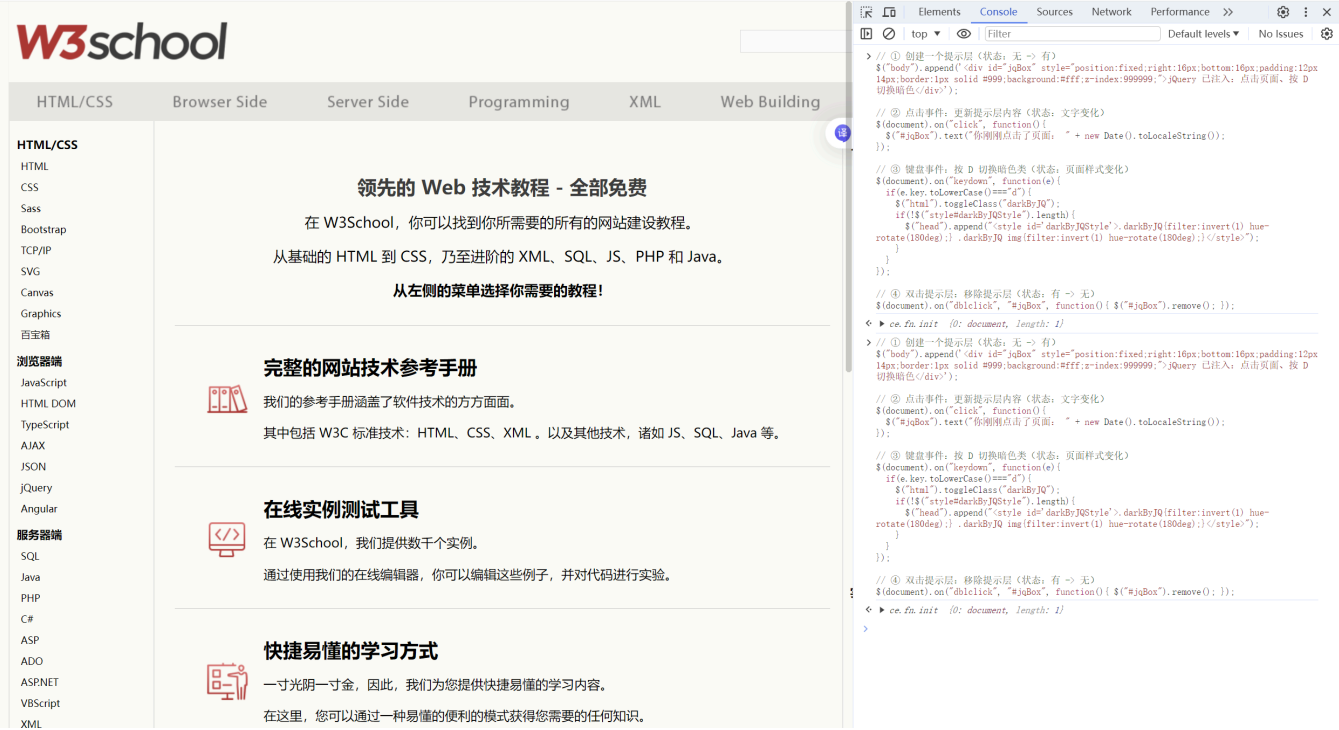 W3school
HTML/CSS
Browser Side
Server Side
Programming
XML
Web Building
译
HTML/CSS
HTML
CSS
Sass
Bootstrap
TCP/IP
SVG
Canvas
Graphics
百宝箱
浏览器端
JavaScript
HTML DOM
TypeScript
AJAX
JSON
jQuery
Angular
服务器端
SQL
Java
PHP
C#
ASP
ADO
ASP.NET
VBScript
XML
领先的 Web 技术教程 - 全部免费
在 W3School，你可以找到你所需要的所有的网站建设教程。
从基础的 HTML 到 CSS，乃至进阶的 XML、SQL、JS、PHP 和 Java。
从左侧的菜单选择你需要的教程！
完整的网站技术参考手册
我们的参考手册涵盖了软件技术的方方面面。
其中包括 W3C 标准技术：HTML、CSS、XML 。以及其他技术，诸如 JS、SQL、Java 等。
在线实例测试工具
在 W3School，我们提供数千个实例。
通过使用我们的在线编辑器，你可以编辑这些例子，并对代码进行实验。
快捷易懂的学习方式
一寸光阴一寸金，因此，我们为您提供快捷易懂的学习内容。
在这里，您可以通过一种易懂的便利的模式获得您需要的任何知识。
Elements
Console
Sources
Network
Performance
top
Filter
Default levels
No Issues
// ① 创建一个提示层（状态：无 -> 有）
$("body").append('<div id="jqBox" style="position:fixed;right:16px;bottom:16px;padding:12px
14px;border:1px solid #999;background:#fff;z-index:999999;">jQuery 已注入：点击页面、按 D
切换暗色</div>');
// ② 点击事件：更新提示层内容（状态：文字变化）
$(document).on("click", function(){
$("#jqBox").text("你刚刚点击了页面： " + new Date().toLocaleString());
});
// ③ 键盘事件：按 D 切换暗色类（状态：页面样式变化）
$(document).on("keydown", function(e){
if(e.key.toLowerCase()==="d"){
$("html").toggleClass("darkByJQ");
if(!$("style#darkByJQStyle").length){
$("head").append("<style id='darkByJQStyle'>.darkByJQ{filter:invert(1) hue-
rotate(180deg);} .darkByJQ img{filter:invert(1) hue-rotate(180deg);}</style>");
}
}
});
// ④ 双击提示层：移除提示层（状态：有 -> 无）
$(document).on("dblclick", "#jqBox", function(){ $("#jqBox").remove(); });
ce.fn.init {0: document, length: 1}
// ① 创建一个提示层（状态：无 -> 有）
$("body").append('<div id="jqBox" style="position:fixed;right:16px;bottom:16px;padding:12px
14px;border:1px solid #999;background:#fff;z-index:999999;">jQuery 已注入：点击页面、按 D
切换暗色</div>');
// ② 点击事件：更新提示层内容（状态：文字变化）
$(document).on("click", function(){
$("#jqBox").text("你刚刚点击了页面： " + new Date().toLocaleString());
});
// ③ 键盘事件：按 D 切换暗色类（状态：页面样式变化）
$(document).on("keydown", function(e){
if(e.key.toLowerCase()==="d"){
$("html").toggleClass("darkByJQ");
if(!$("style#darkByJQStyle").length){
$("head").append("<style id='darkByJQStyle'>.darkByJQ{filter:invert(1) hue-
rotate(180deg);} .darkByJQ img{filter:invert(1) hue-rotate(180deg);}</style>");
}
}
});
// ④ 双击提示层：移除提示层（状态：有 -> 无）
$(document).on("dblclick", "#jqBox", function(){ $("#jqBox").remove(); });
ce.fn.init {0: document, length: 1}